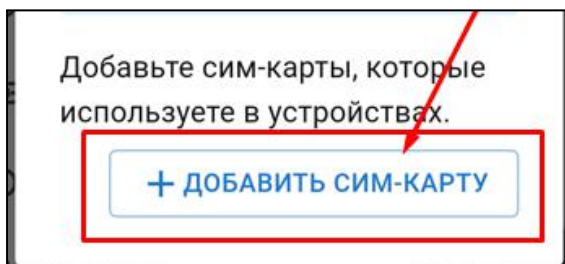 Добавьте сим-карты, которые
используете в устройствах.
+ ДОБАВИТЬ СИМ-КАРТУ